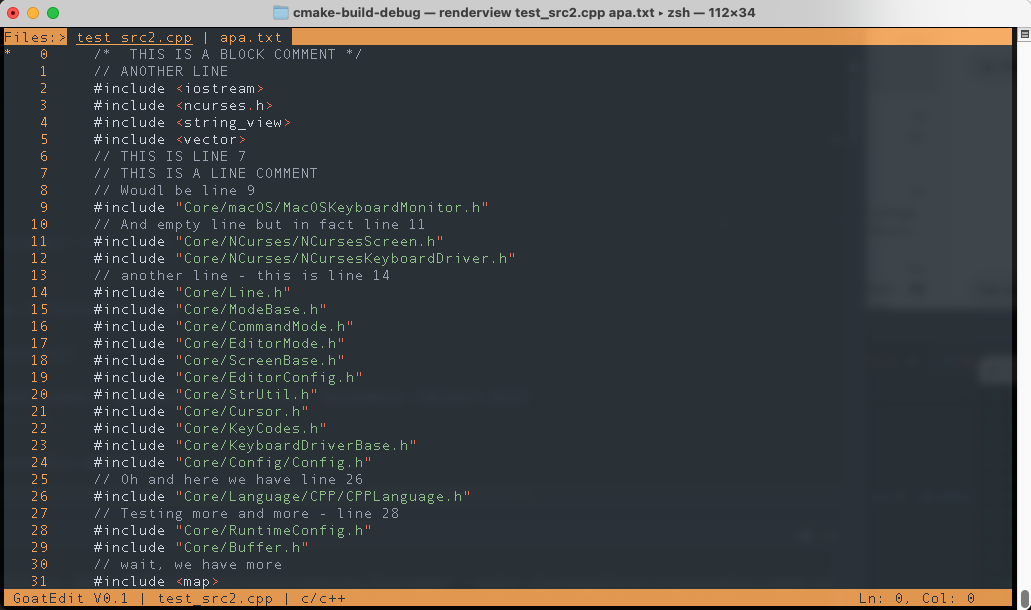 cmake-build-debug — renderview test_src2.cpp apa.txt ▸ zsh — 112×34
Files:> test_src2.cpp | apa.txt
* 0 /*  THIS IS A BLOCK COMMENT */
1 // ANOTHER LINE
2 #include <iostream>
3 #include <ncurses.h>
4 #include <string_view>
5 #include <vector>
6 // THIS IS LINE 7
7 // THIS IS A LINE COMMENT
8 // Woudl be line 9
9 #include "Core/macOS/MacOSKeyboardMonitor.h"
10 // And empty line but in fact line 11
11 #include "Core/NCurses/NCursesScreen.h"
12 #include "Core/NCurses/NCursesKeyboardDriver.h"
13 // another line - this is line 14
14 #include "Core/Line.h"
15 #include "Core/ModeBase.h"
16 #include "Core/CommandMode.h"
17 #include "Core/EditorMode.h"
18 #include "Core/ScreenBase.h"
19 #include "Core/EditorConfig.h"
20 #include "Core/StrUtil.h"
21 #include "Core/Cursor.h"
22 #include "Core/KeyCodes.h"
23 #include "Core/KeyboardDriverBase.h"
24 #include "Core/Config/Config.h"
25 // Oh and here we have line 26
26 #include "Core/Language/CPP/CPPLanguage.h"
27 // Testing more and more - line 28
28 #include "Core/RuntimeConfig.h"
29 #include "Core/Buffer.h"
30 // wait, we have more
31 #include <map>
GoatEdit V0.1 | test_src2.cpp | c/c++ Ln: 0, Col: 0